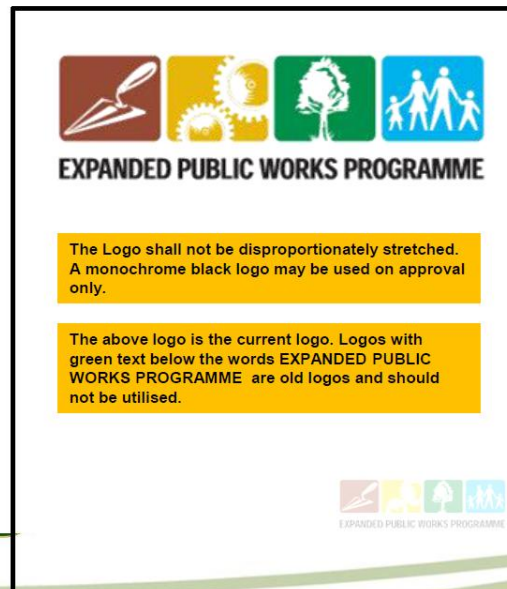 EXPANDED PUBLIC WORKS PROGRAMME
The Logo shall not be disproportionately stretched.
A monochrome black logo may be used on approval
only.
The above logo is the current logo. Logos with
green text below the words EXPANDED PUBLIC
WORKS PROGRAMME are old logos and should
not be utilised.
EXPANDED PUBLIC WORKS PROGRAMME